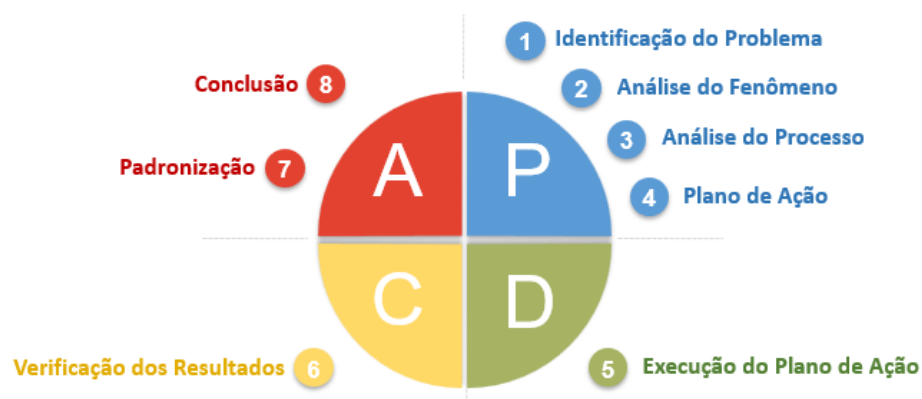 1 Identificação do Problema
2 Análise do Fenômeno
3 Análise do Processo
4 Plano de Ação
5 Execução do Plano de Ação
Verificação dos Resultados 6
Padronização 7
Conclusão 8
A P
C D